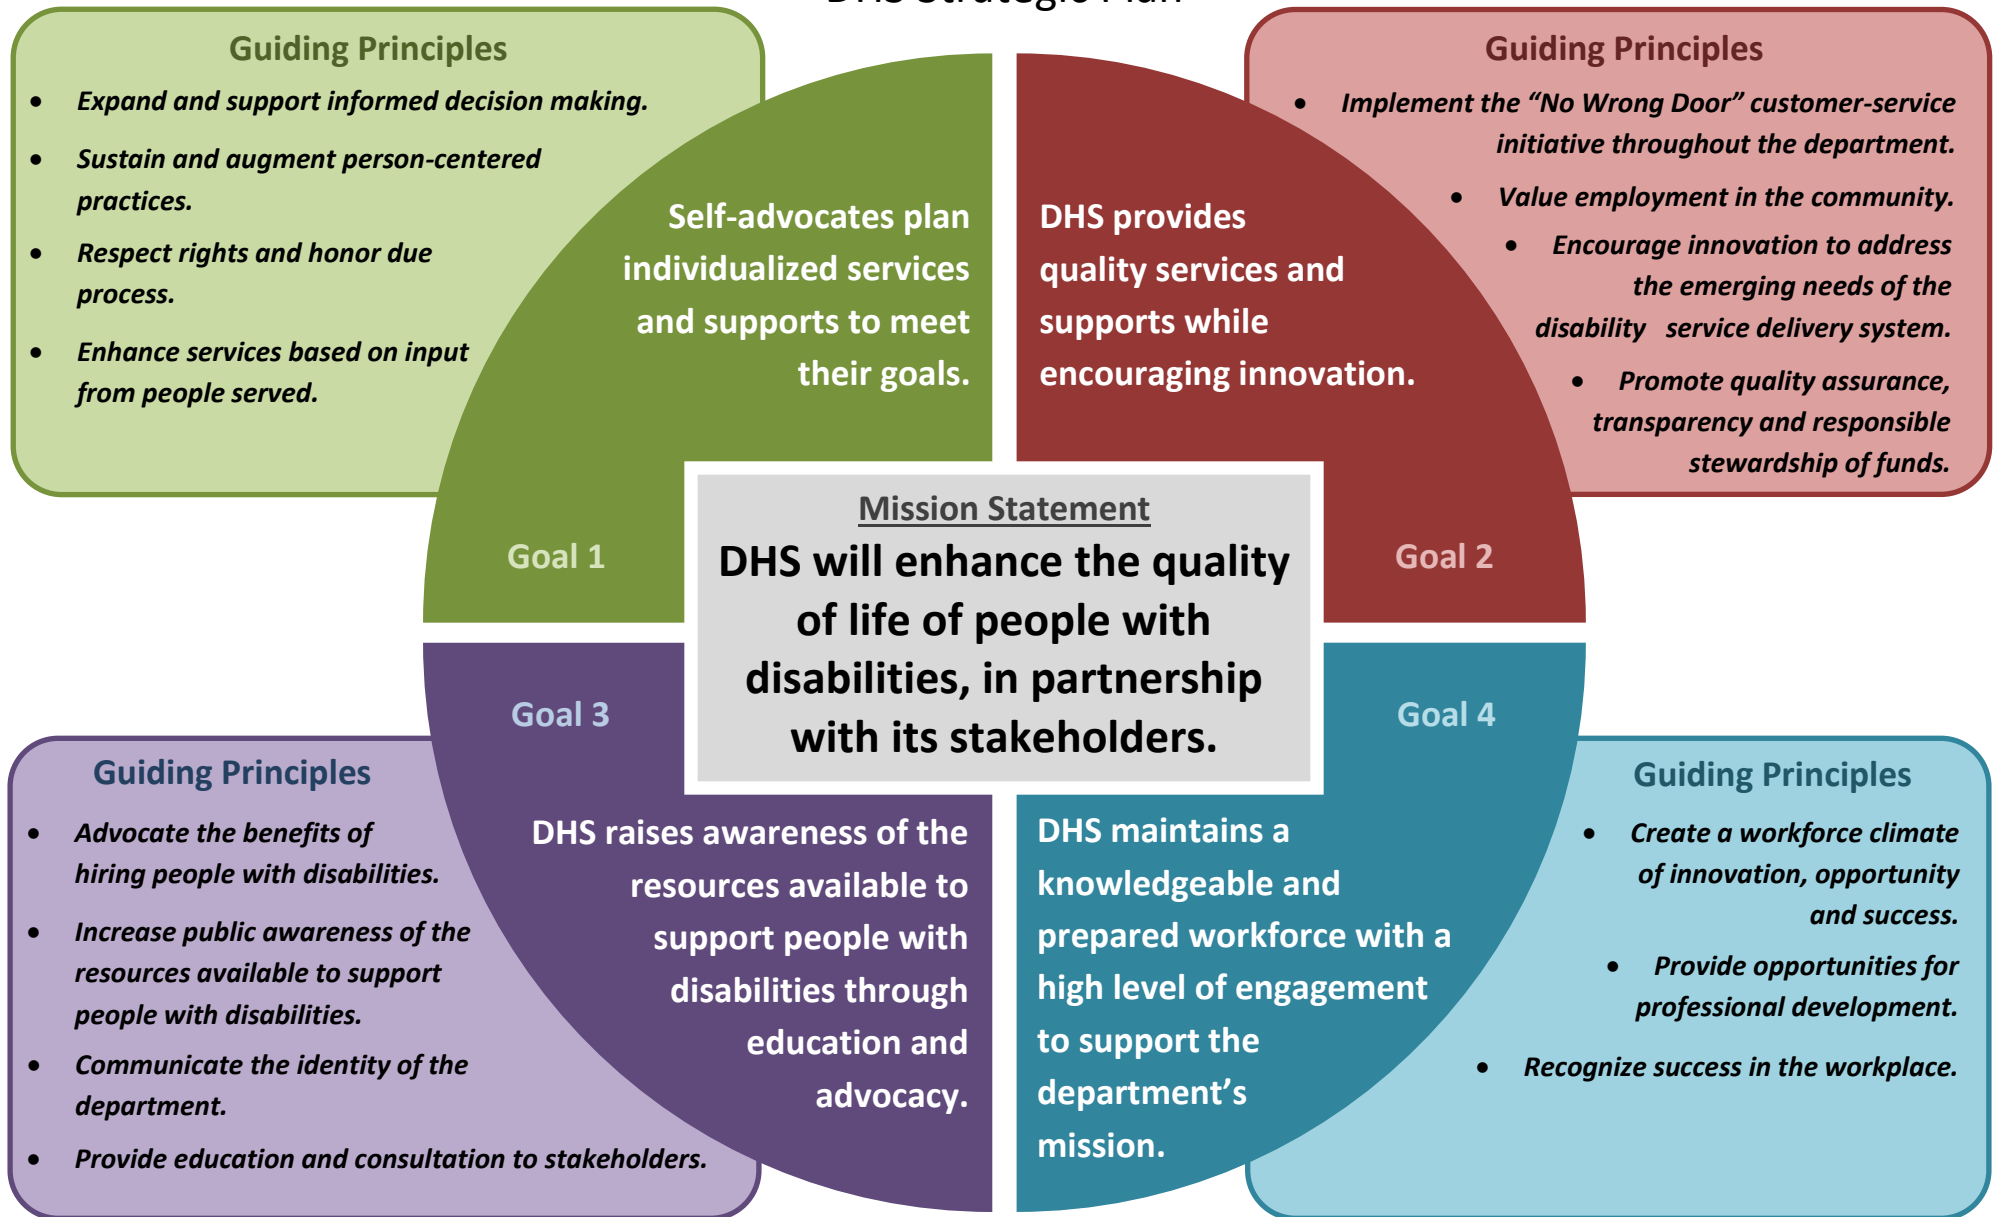 DHS Strategic Plan
Guiding Principles
• Expand and support informed decision making.
• Sustain and augment person-centered
practices.
• Respect rights and honor due
process.
• Enhance services based on input
from people served.
Self-advocates plan
individualized services
and supports to meet
their goals.
Goal 1
Guiding Principles
• Implement the “No Wrong Door” customer-service
initiative throughout the department.
• Value employment in the community.
• Encourage innovation to address
the emerging needs of the
disability service delivery system.
• Promote quality assurance,
transparency and responsible
stewardship of funds.
DHS provides
quality services and
supports while
encouraging innovation.
Goal 2
Mission Statement
DHS will enhance the quality
of life of people with
disabilities, in partnership
with its stakeholders.
Goal 3
Guiding Principles
• Advocate the benefits of
hiring people with disabilities.
• Increase public awareness of the
resources available to support
people with disabilities.
• Communicate the identity of the
department.
• Provide education and consultation to stakeholders.
DHS raises awareness of the
resources available to
support people with
disabilities through
education and
advocacy.
Goal 4
DHS maintains a
knowledgeable and
prepared workforce with a
high level of engagement
to support the
department’s
mission.
Guiding Principles
• Create a workforce climate
of innovation, opportunity
and success.
• Provide opportunities for
professional development.
• Recognize success in the workplace.